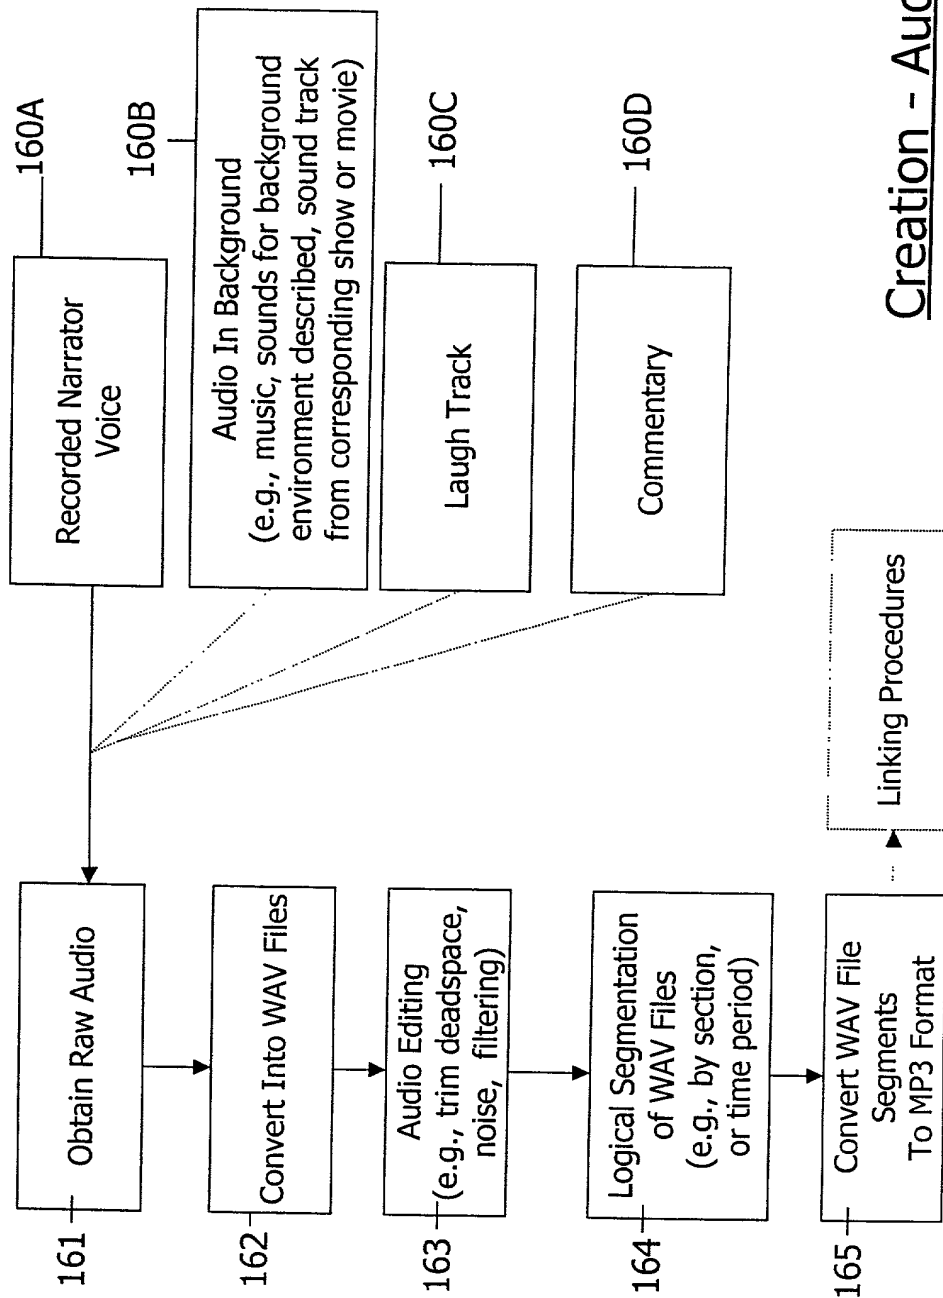 160A
Recorded Narrator
Voice
160B
Audio In Background
(e.g., music, sounds for background
environment described, sound track
from corresponding show or movie)
160C
Laugh Track
160D
Commentary
161
Obtain Raw Audio
162
Convert Into WAV Files
163
Audio Editing
(e.g., trim deadspace,
noise, filtering)
164
Logical Segmentation
of WAV Files
(e.g., by section,
or time period)
165
Convert WAV File
Segments
To MP3 Format
Linking Procedures
Creation -